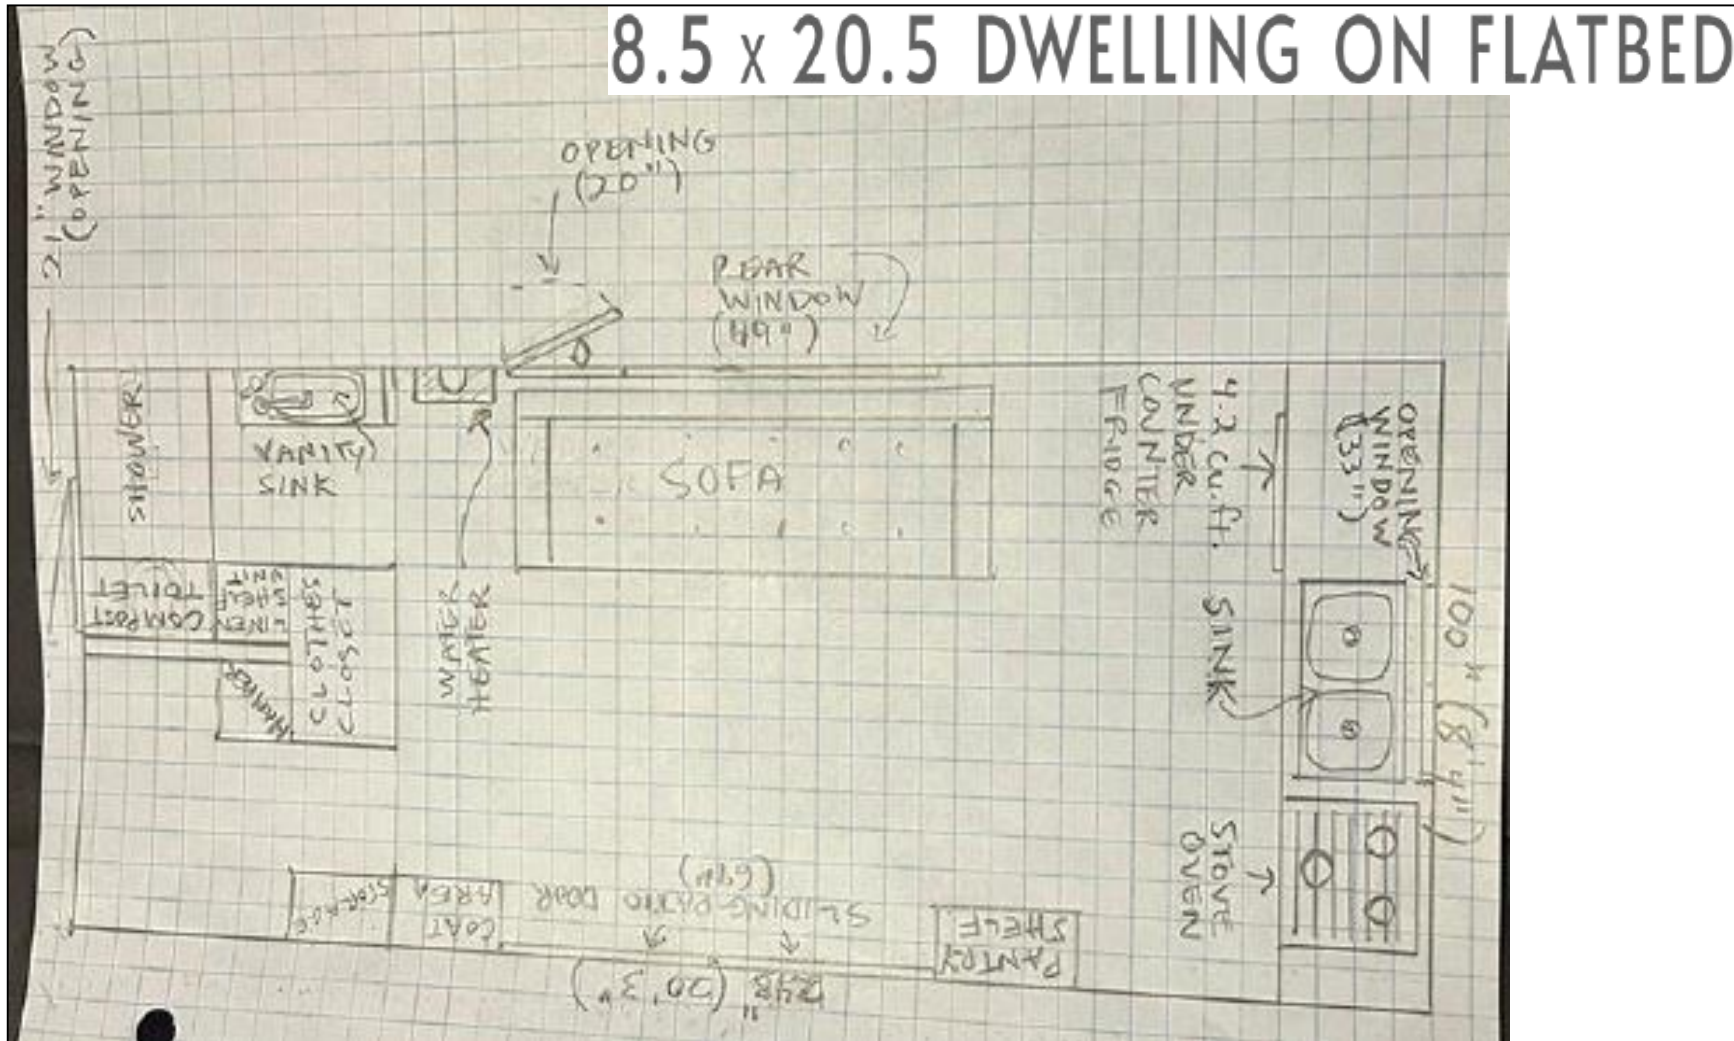 8.5 x 20.5 DWELLING ON FLATBED
21" WINDOW
(OPENING)
OPENING
(20")
REAR
WINDOW
(49")
SHOWER
VANITY
SINK
SOFA
4.2 cu.ft.
UNDER
COUNTER
FRIDGE
OPENING
WINDOW
(33")
COMPOST
TOILET
LINEN
SHELF
UNIT
CLOTHES
CLOSET
HAMPER
WATER
HEATER
SINK
100" (8'4")
STOVE
OVEN
STORAGE
COAT
AREA
SLIDING PATIO DOOR
PANTRY
SHELF
(20' 3")